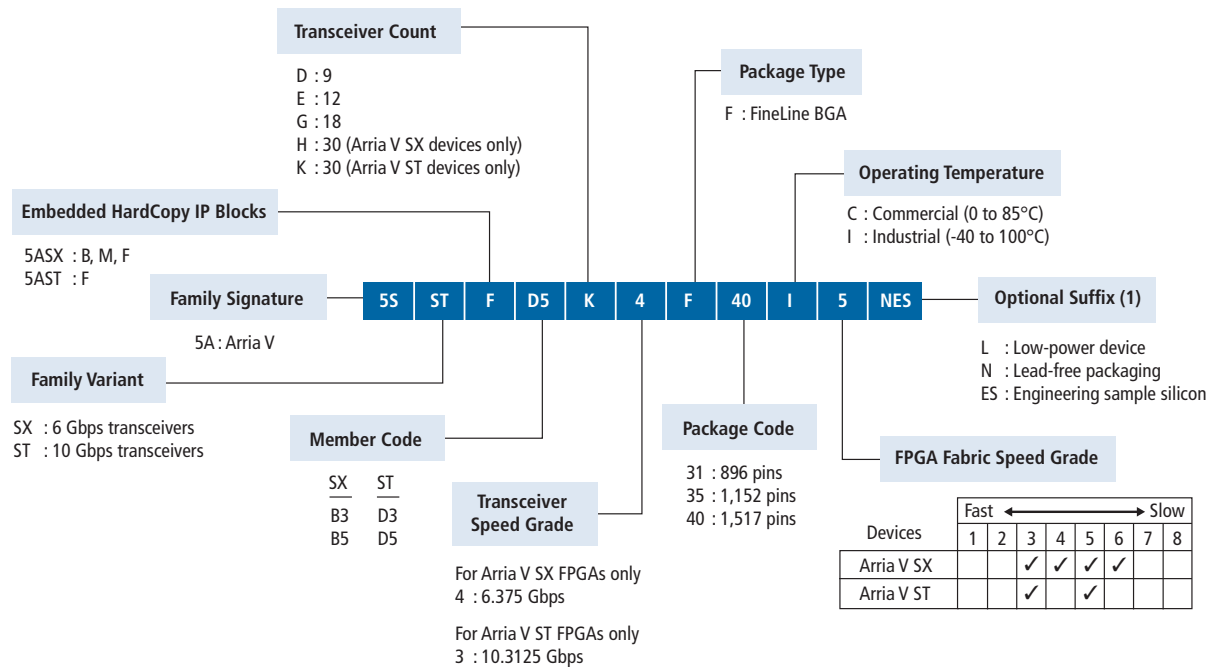 Transceiver Count
D : 9
E : 12
G : 18
H : 30 (Arria V SX devices only)
K : 30 (Arria V ST devices only)
Package Type
F : FineLine BGA
Operating Temperature
C : Commercial (0 to 85°C)
I : Industrial (-40 to 100°C)
Embedded HardCopy IP Blocks
5ASX : B, M, F
5AST : F
Family Signature
5A : Arria V
5S ST F D5 K 4 F 40 I 5 NES
Optional Suffix (1)
L : Low-power device
N : Lead-free packaging
ES : Engineering sample silicon
Family Variant
SX : 6 Gbps transceivers
ST : 10 Gbps transceivers
Member Code
SX ST
B3 D3
B5 D5
Transceiver
Speed Grade
For Arria V SX FPGAs only
4 : 6.375 Gbps
For Arria V ST FPGAs only
3 : 10.3125 Gbps
Package Code
31 : 896 pins
35 : 1,152 pins
40 : 1,517 pins
FPGA Fabric Speed Grade
Fast Slow
Devices 1 2 3 4 5 6 7 8
Arria V SX ✓ ✓ ✓ ✓
Arria V ST ✓ ✓